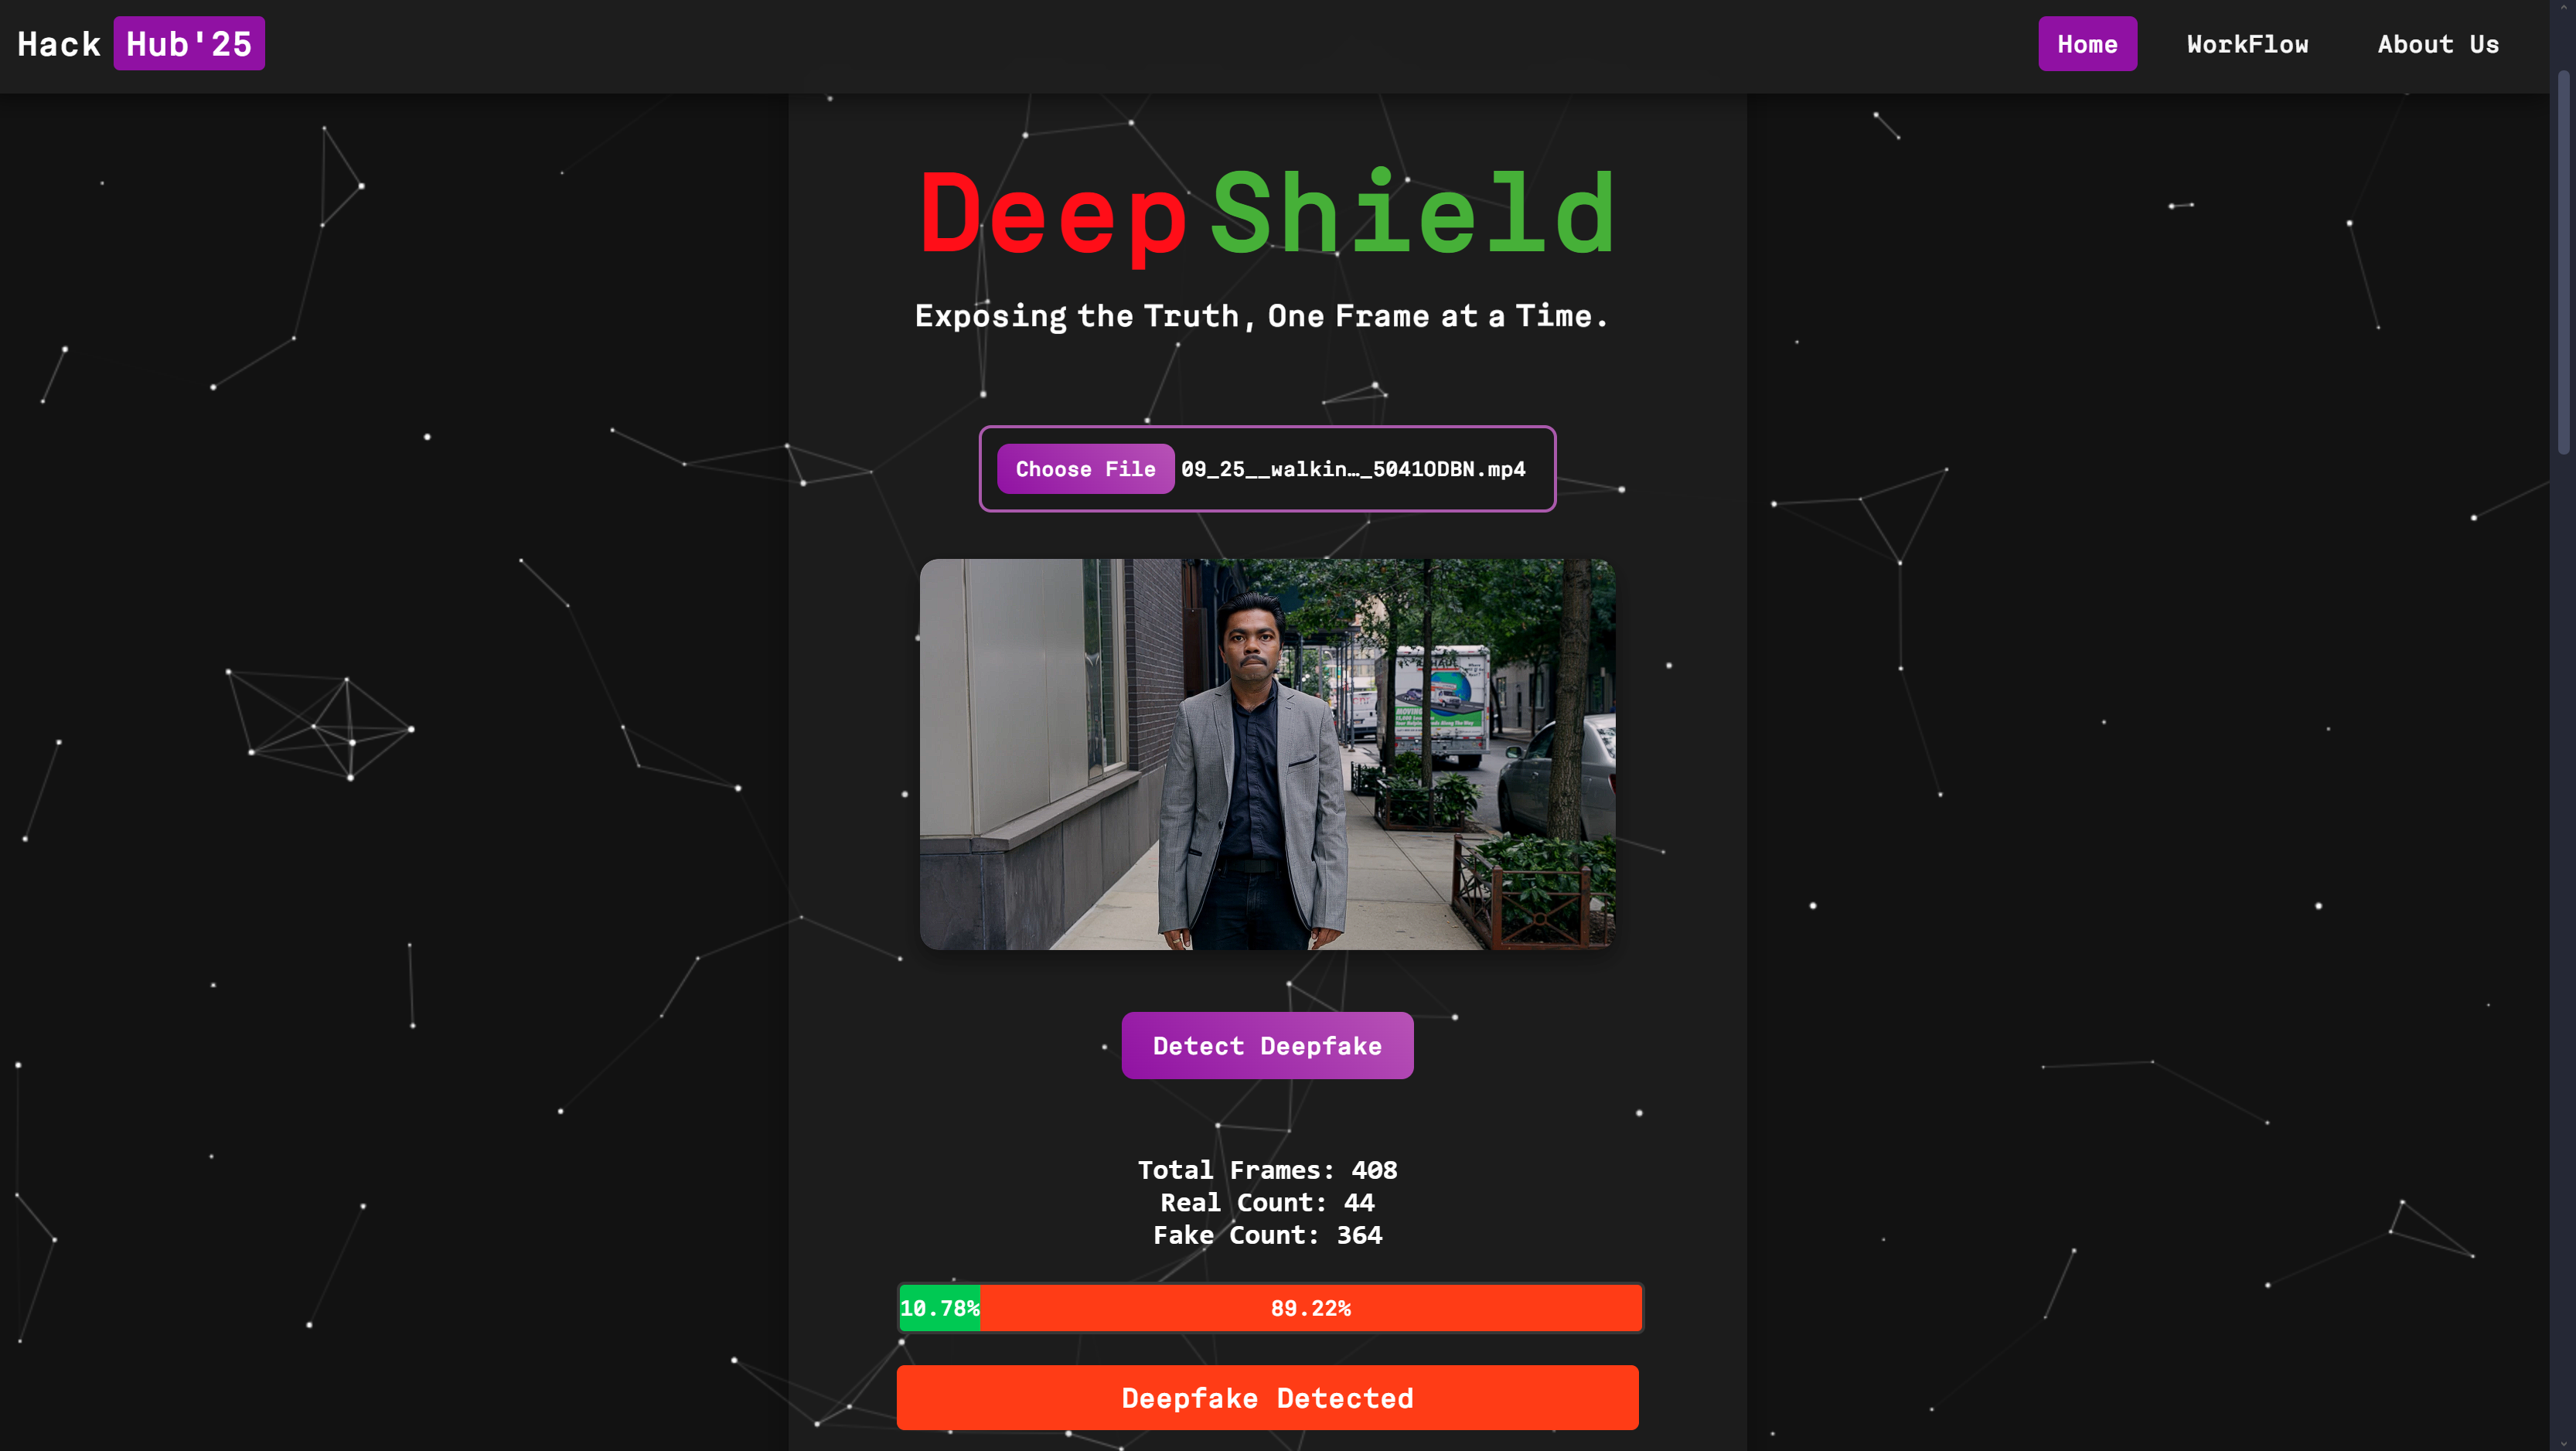 Hack Hub'25
Home WorkFlow About Us
Deep Shield
Exposing the Truth, One Frame at a Time.
Choose File 09_25__walkin…_5041ODBN.mp4
MOVING
Detect Deepfake
Total Frames: 408
Real Count: 44
Fake Count: 364
10.78% 89.22%
Deepfake Detected